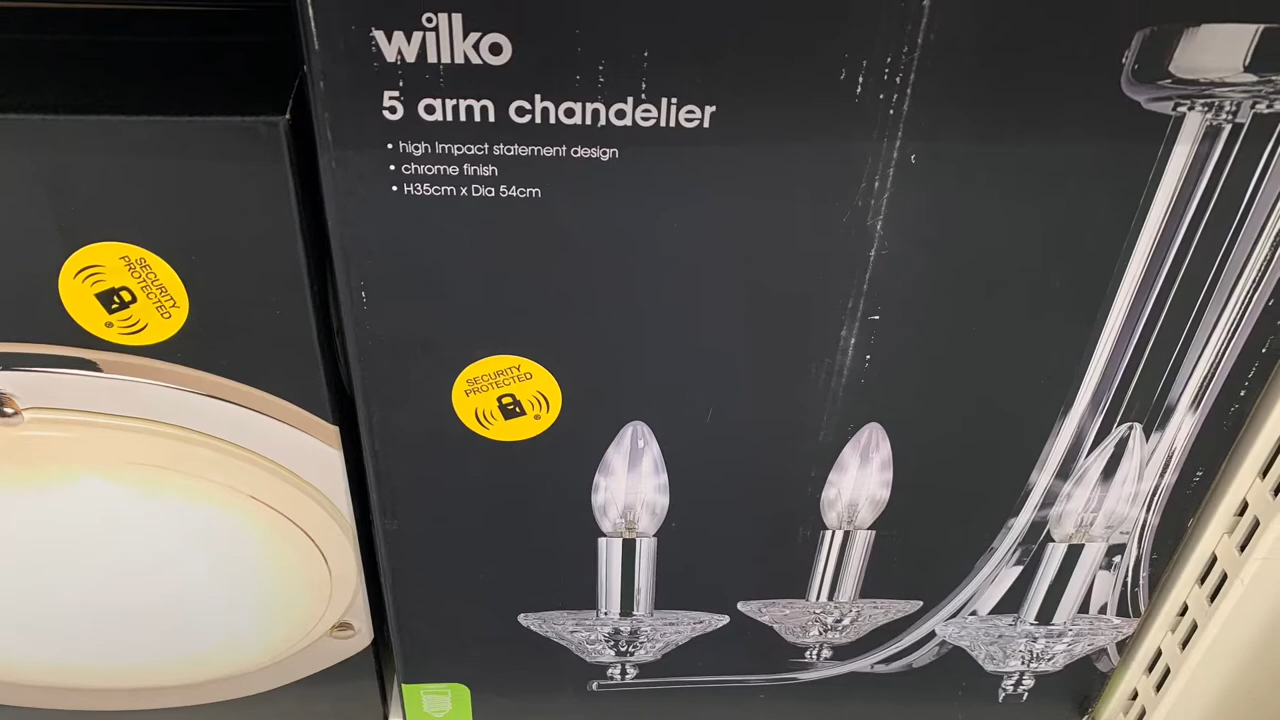 wilko
5 arm chandelier
• high Impact statement design
• chrome finish
• H35cm x Dia 54cm
SECURITY
PROTECTED
®
SECURITY
PROTECTED
®